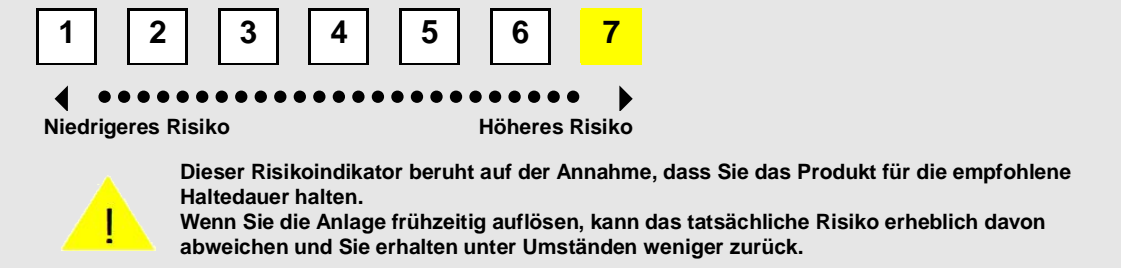 1 2 3 4 5 6 7
Niedrigeres Risiko Höheres Risiko
!
Dieser Risikoindikator beruht auf der Annahme, dass Sie das Produkt für die empfohlene
Haltedauer halten.
Wenn Sie die Anlage frühzeitig auflösen, kann das tatsächliche Risiko erheblich davon
abweichen und Sie erhalten unter Umständen weniger zurück.